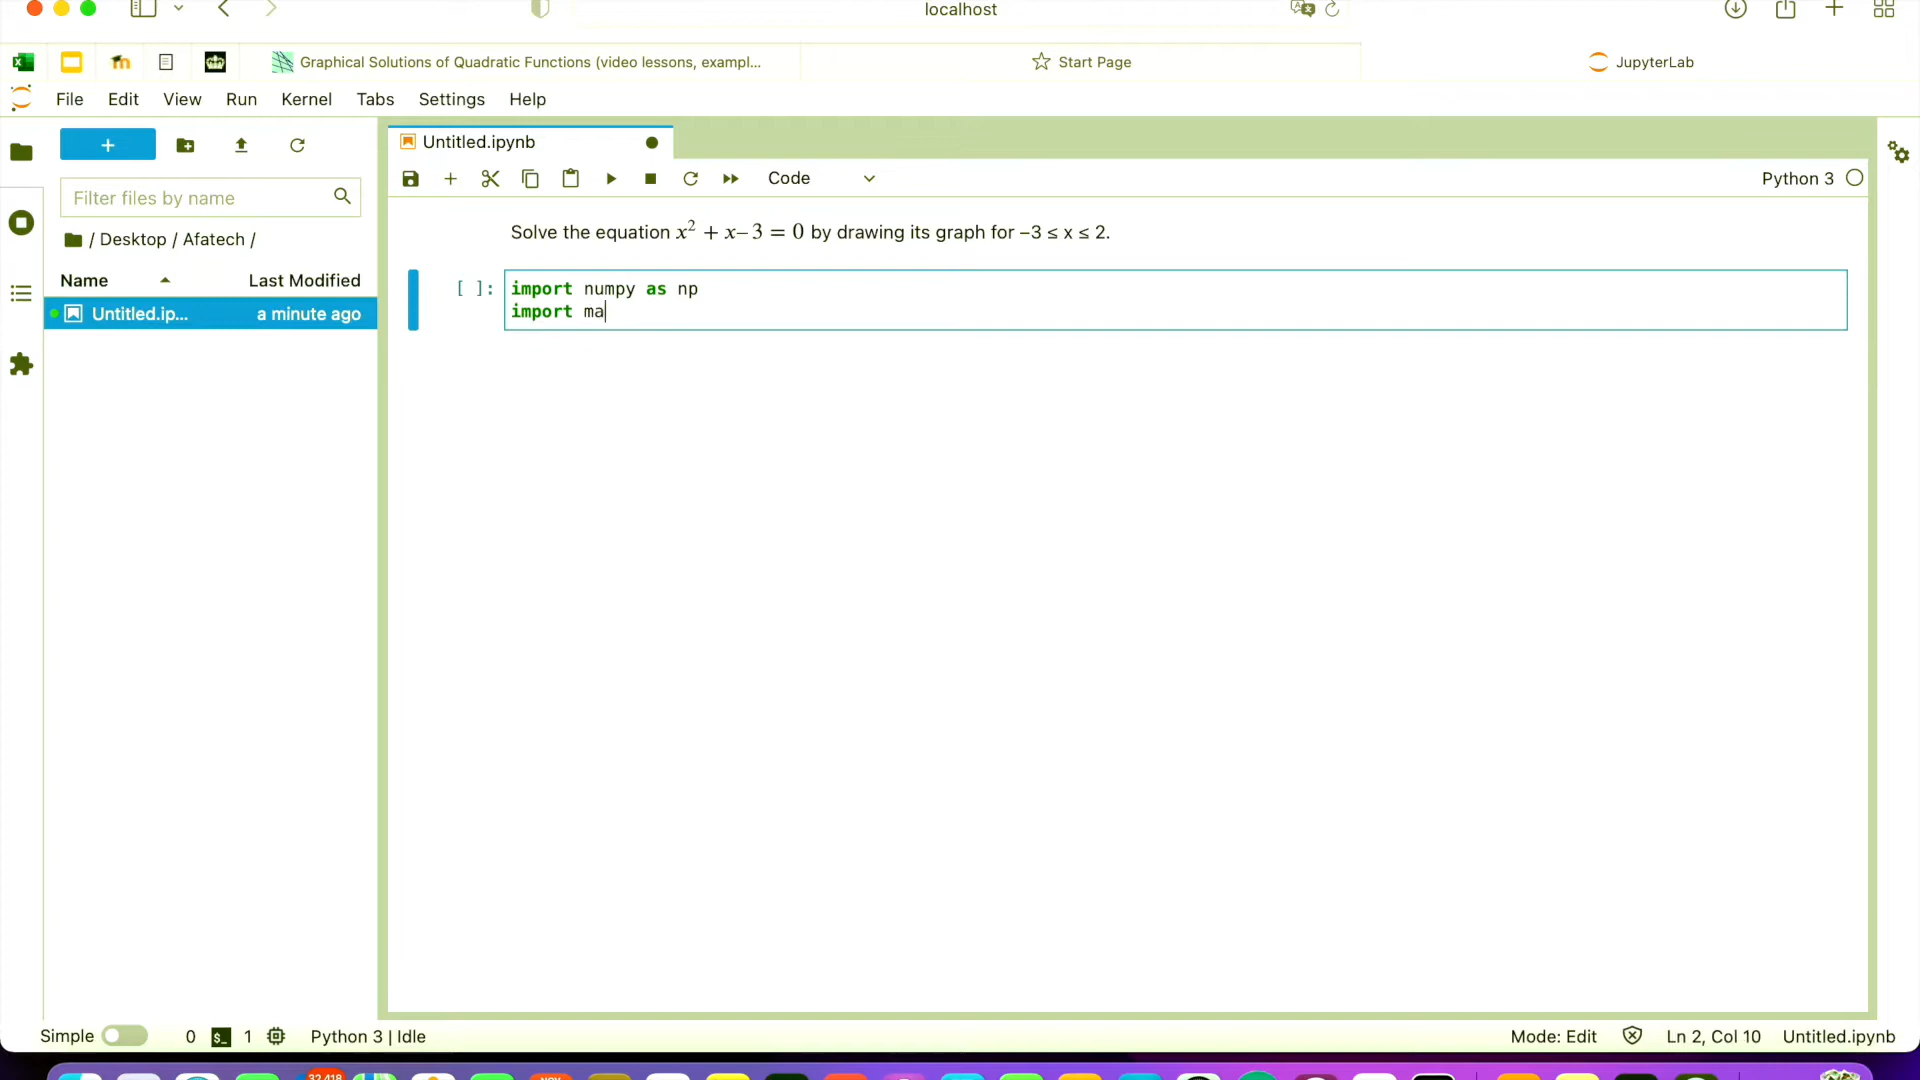 localhost
Graphical Solutions of Quadratic Functions (video lessons, exampl...
Start Page
JupyterLab
File Edit View Run Kernel Tabs Settings Help
Untitled.ipynb
Code
Python 3
Filter files by name
/ Desktop / Afatech /
Name Last Modified
Untitled.ip... a minute ago
Solve the equation x² + x– 3 = 0 by drawing its graph for –3 ≤ x ≤ 2.
[ ]: import numpy as np
import ma
Simple 0 $_ 1 Python 3 | Idle Mode: Edit Ln 2, Col 10 Untitled.ipynb
32,418
NOV